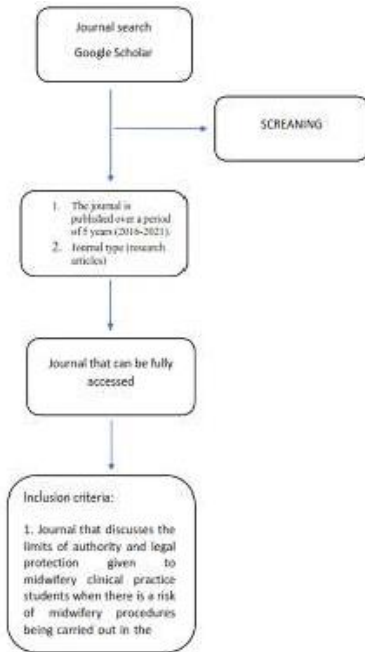 Journal search
Google Scholar
SCREANING
1. The journal is
published over a period
of 5 years (2016-2021).
2. Journal type (research
articles)
Journal that can be fully
accessed
Inclusion criteria:
1. Journal that discusses the
limits of authority and legal
protection given to
midwifery clinical practice
students when there is a risk
of midwifery procedures
being carried out in the